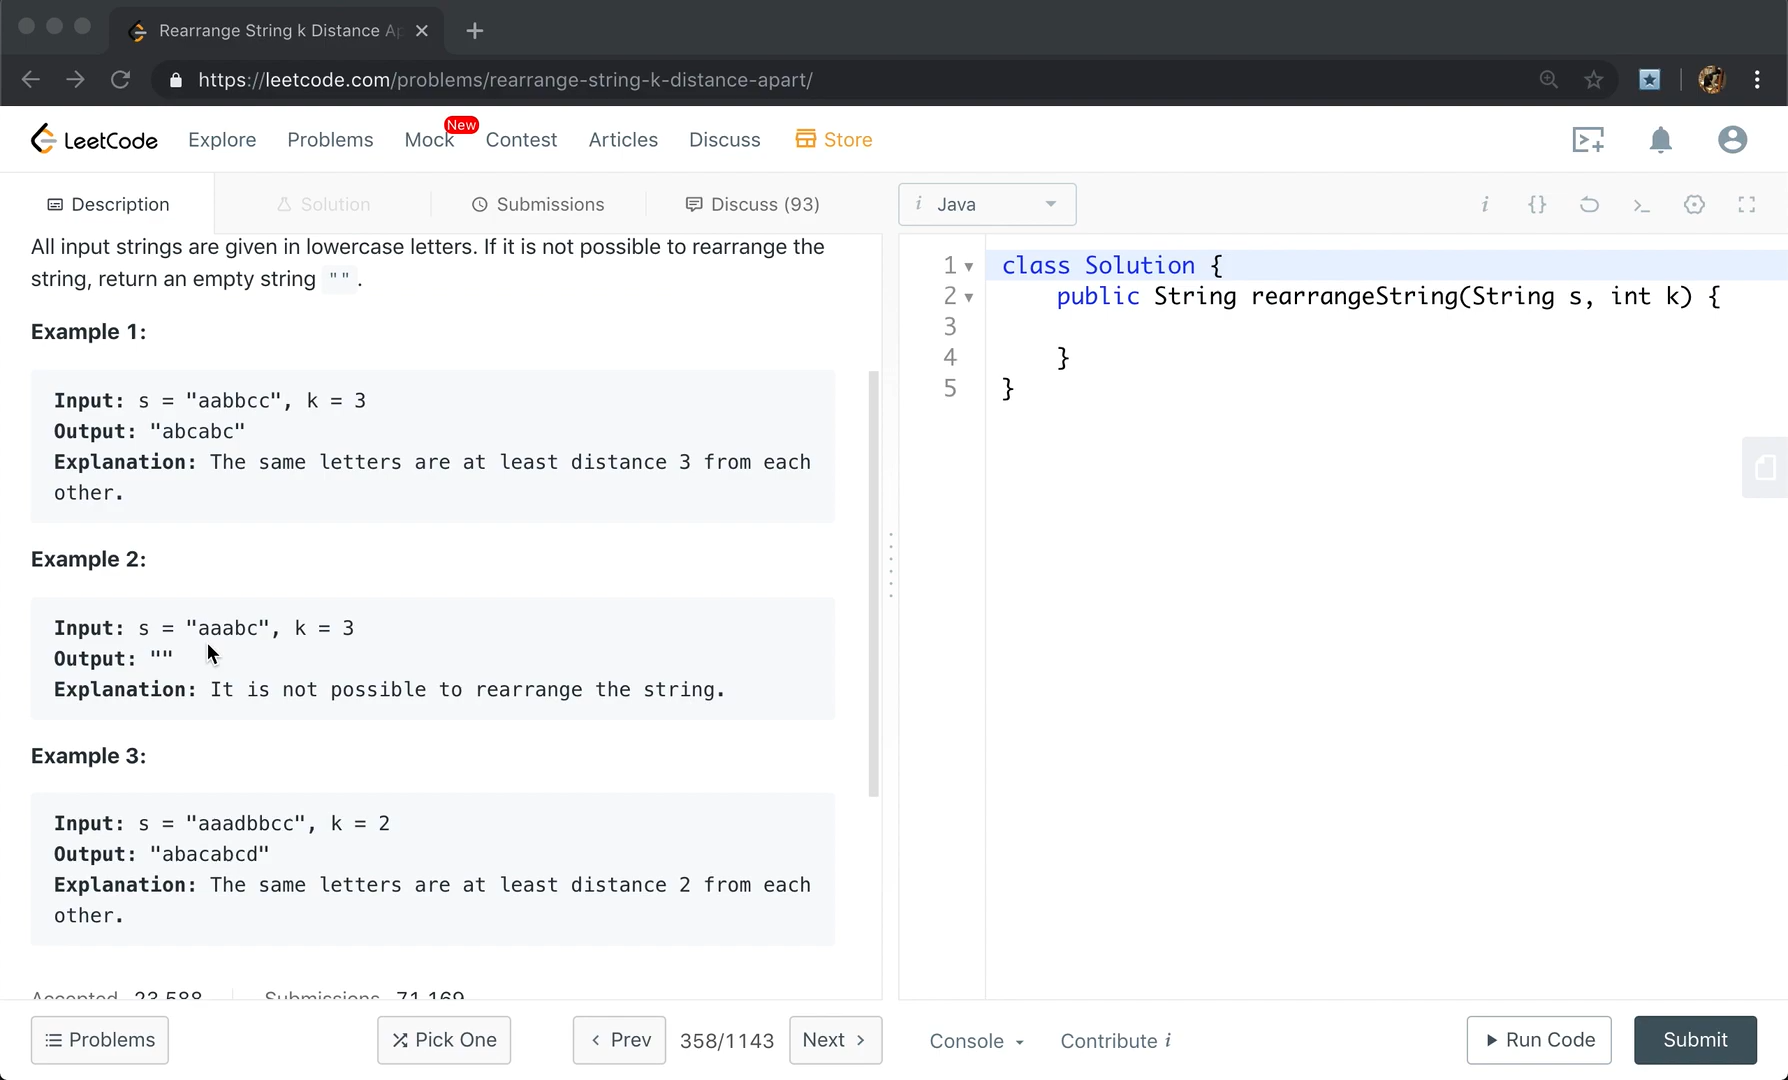 Rearrange String k Distance Ap
https://leetcode.com/problems/rearrange-string-k-distance-apart/
LeetCode Explore Problems Mock New Contest Articles Discuss Store
Description Solution Submissions Discuss (93) i Java i {}
All input strings are given in lowercase letters. If it is not possible to rearrange the
string, return an empty string "".
Example 1:
Input: s = "aabbcc", k = 3
Output: "abcabc"
Explanation: The same letters are at least distance 3 from each
other.
Example 2:
Input: s = "aaabc", k = 3
Output: ""
Explanation: It is not possible to rearrange the string.
Example 3:
Input: s = "aaadbbcc", k = 2
Output: "abacabcd"
Explanation: The same letters are at least distance 2 from each
other.
Accepted 23,588 Submissions 71,169
1 class Solution {
2 public String rearrangeString(String s, int k) {
3
4 }
5 }
Problems Pick One Prev 358/1143 Next Console Contribute i Run Code Submit